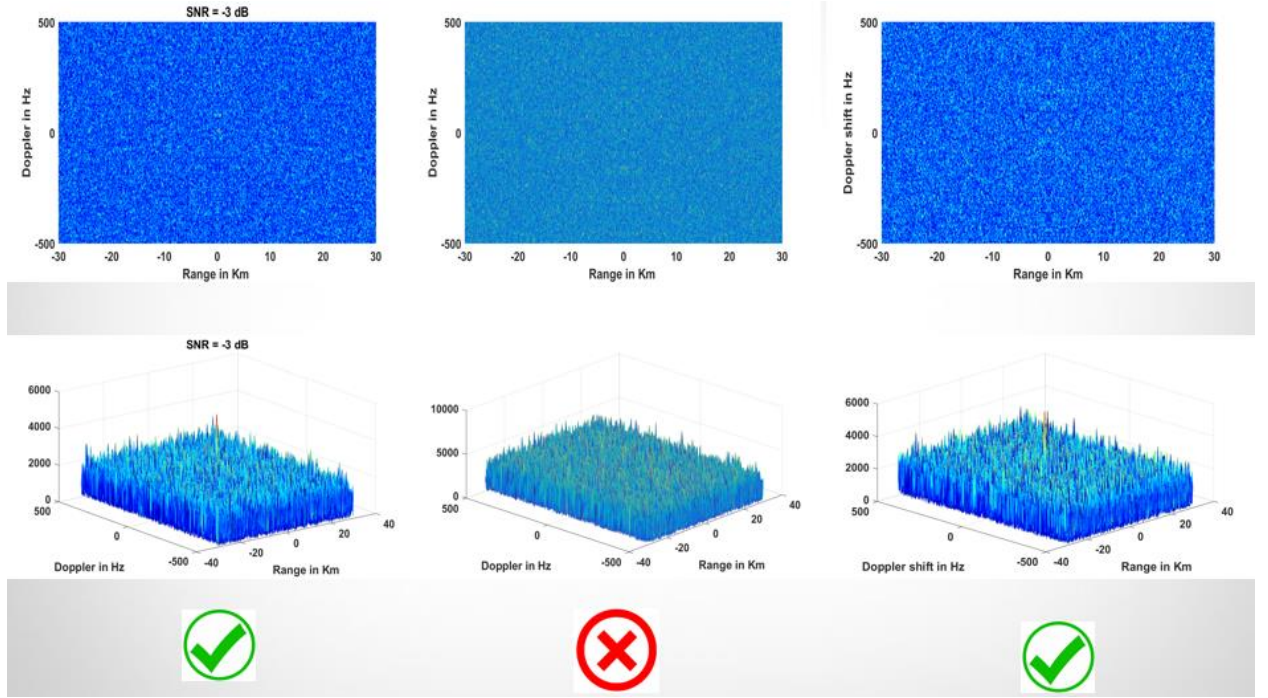 SNR = -3 dB
500
0
-500
Doppler in Hz
-30 -20 -10 0 10 20 30
Range in Km
500
0
-500
Doppler in Hz
-30 -20 -10 0 10 20 30
Range in Km
500
0
-500
Doppler shift in Hz
-30 -20 -10 0 10 20 30
Range in Km
SNR = -3 dB
6000
4000
2000
0
500 0 -500
-40 -20 0 20 40
Doppler in Hz
Range in Km
10000
5000
0
500 0 -500
-40 -20 0 20 40
Doppler in Hz
Range in Km
6000
4000
2000
0
500 0 -500
-40 -20 0 20 40
Doppler shift in Hz
Range in Km